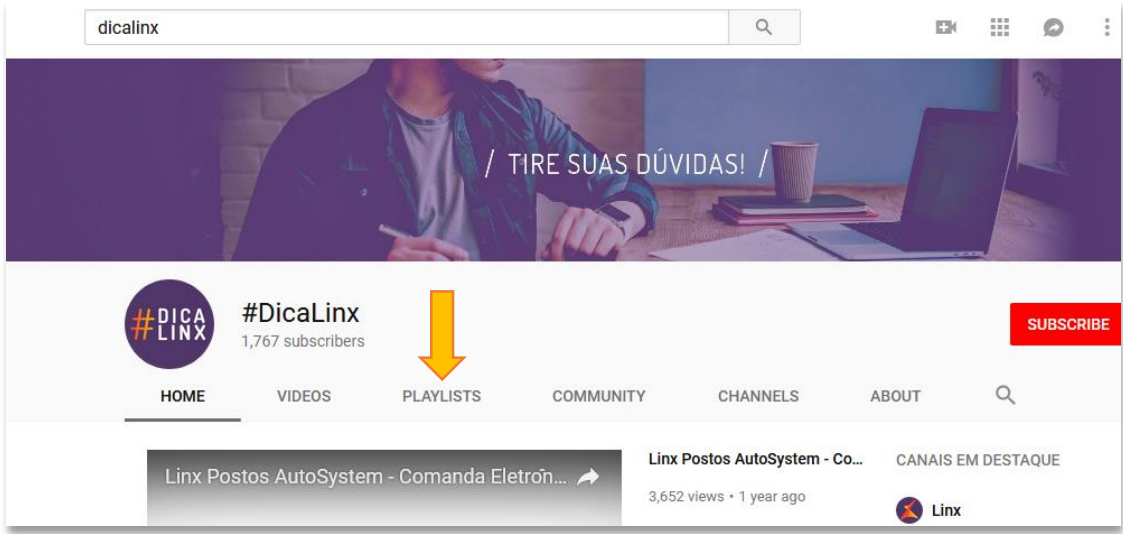 dicalinx
/ TIRE SUAS DÚVIDAS! /
#DICA
LINX
#DicaLinx
1,767 subscribers
SUBSCRIBE
HOME VIDEOS PLAYLISTS COMMUNITY CHANNELS ABOUT
Linx Postos AutoSystem - Comanda Eletrôn...
Linx Postos AutoSystem - Co...
3,652 views • 1 year ago
CANAIS EM DESTAQUE
Linx